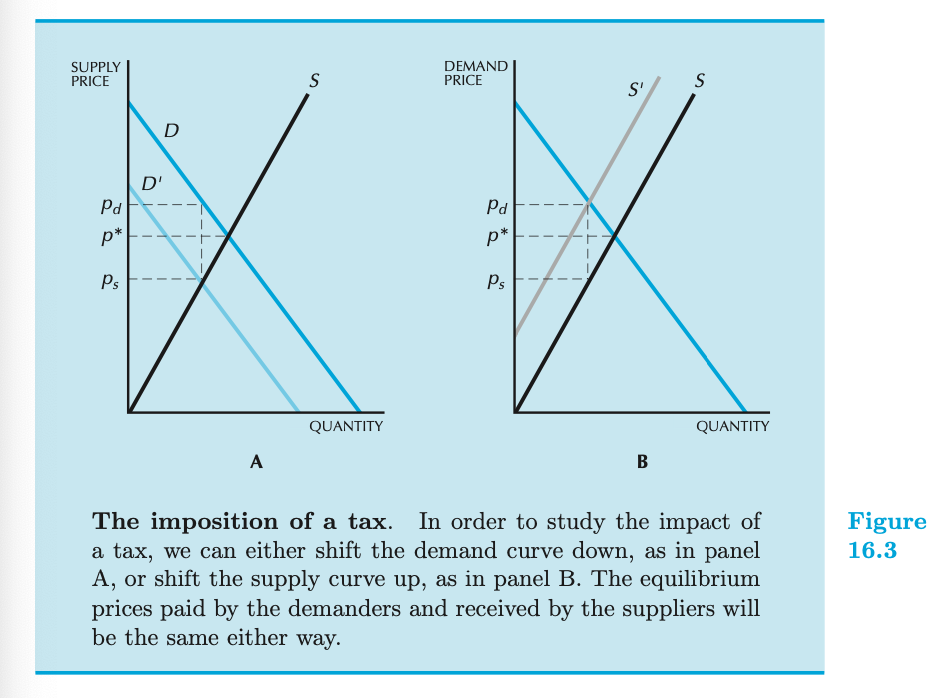 SUPPLY
PRICE
S
D
D'
p_d
p*
p_s
QUANTITY
A
DEMAND
PRICE
S'
S
p_d
p*
p_s
QUANTITY
B
The imposition of a tax. In order to study the impact of
a tax, we can either shift the demand curve down, as in panel
A, or shift the supply curve up, as in panel B. The equilibrium
prices paid by the demanders and received by the suppliers will
be the same either way.
Figure
16.3